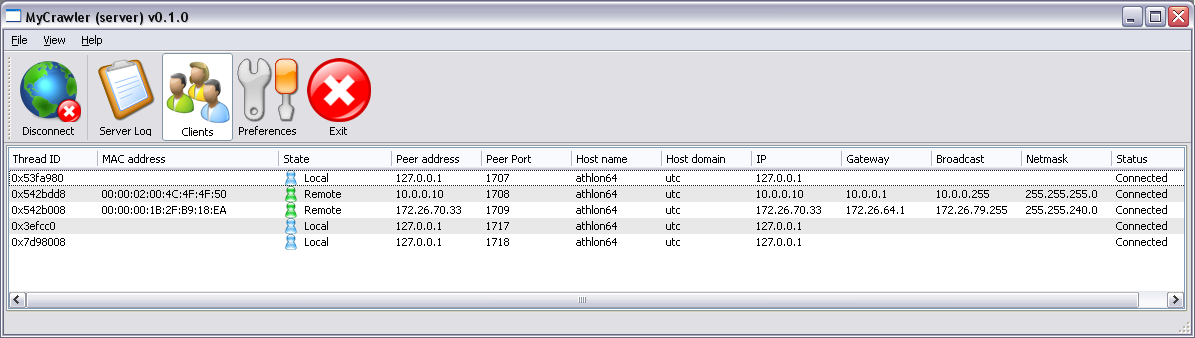 MyCrawler (server) v0.1.0
File View Help
Disconnect Server Log Clients Preferences Exit
Thread ID MAC address State Peer address Peer Port Host name Host domain IP Gateway Broadcast Netmask Status
0x53fa980 Local 127.0.0.1 1707 athlon64 utc 127.0.0.1 Connected
0x542bdd8 00:00:02:00:4C:4F:4F:50 Remote 10.0.0.10 1708 athlon64 utc 10.0.0.10 10.0.0.1 10.0.0.255 255.255.255.0 Connected
0x542b008 00:00:00:1B:2F:B9:18:EA Remote 172.26.70.33 1709 athlon64 utc 172.26.70.33 172.26.64.1 172.26.79.255 255.255.240.0 Connected
0x3efcc0 Local 127.0.0.1 1717 athlon64 utc 127.0.0.1 Connected
0x7d98008 Local 127.0.0.1 1718 athlon64 utc 127.0.0.1 Connected